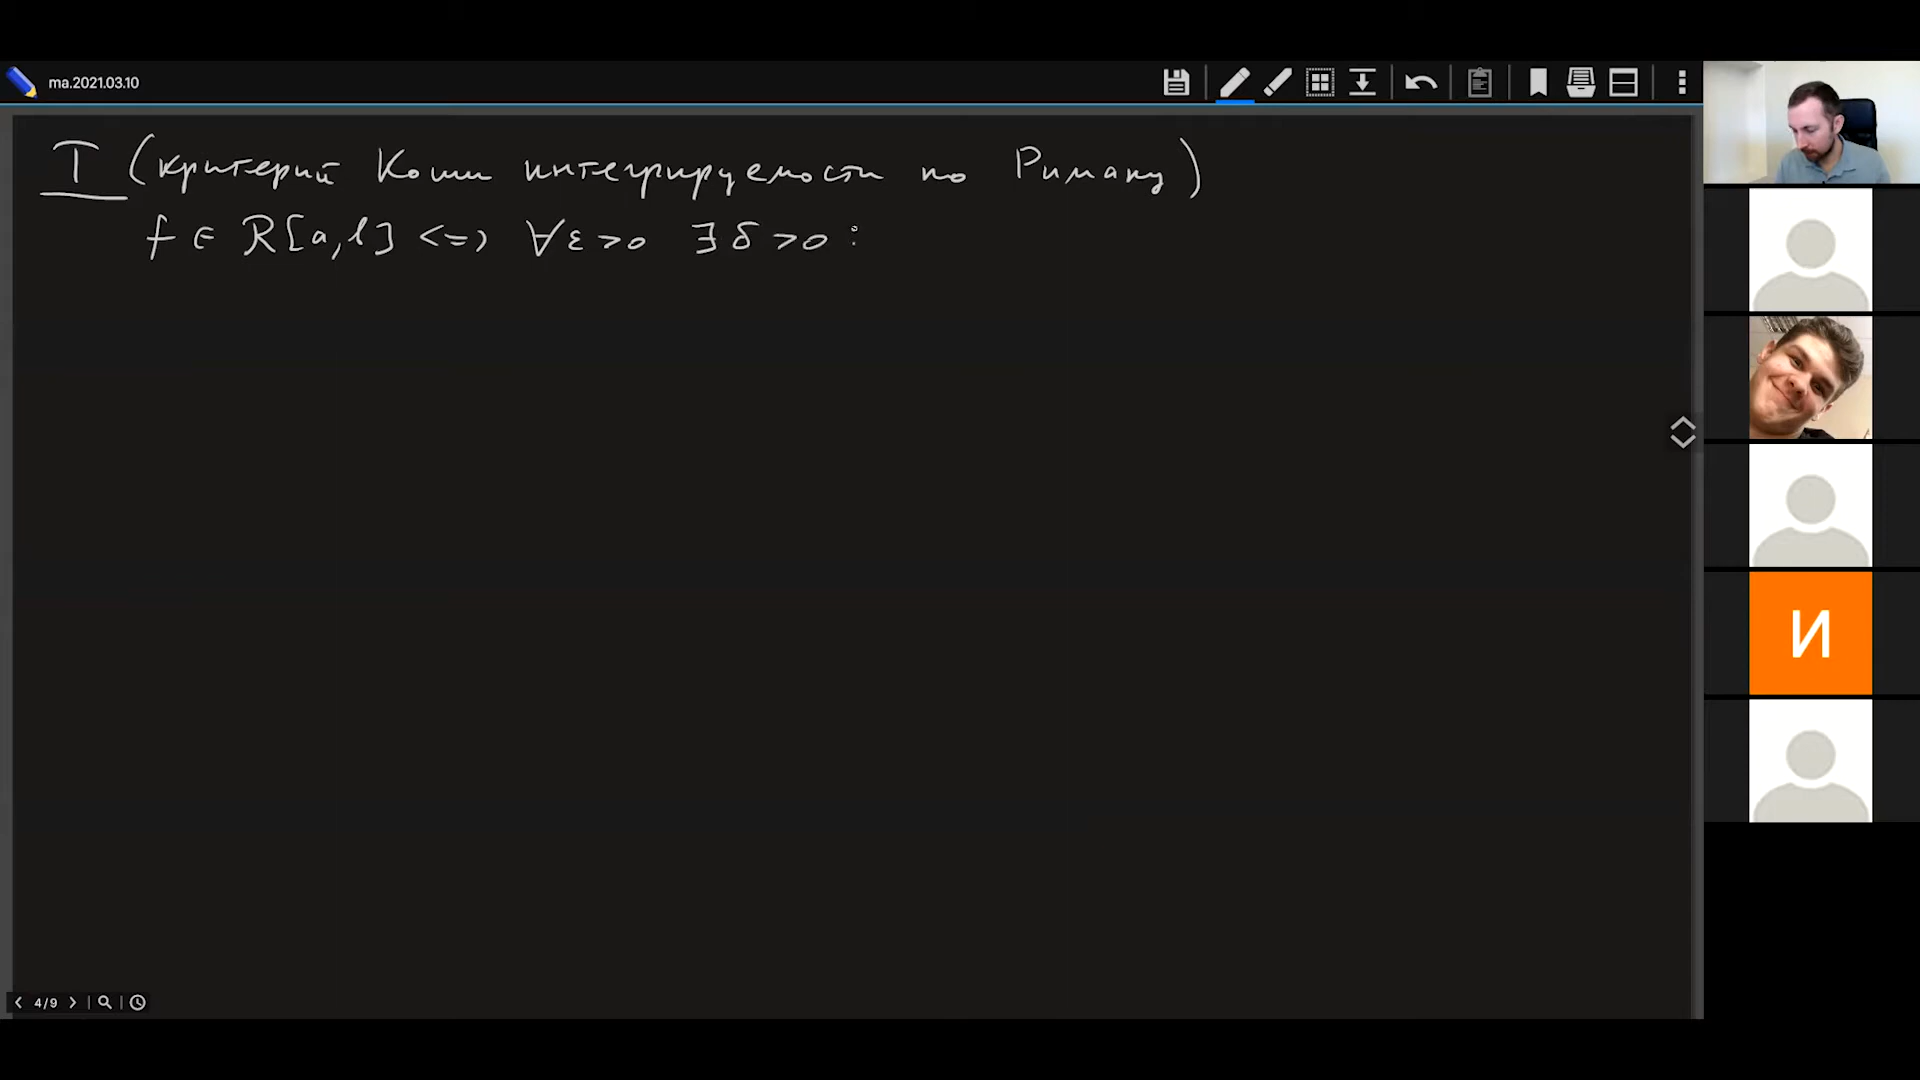 ma.2021.03.10
T (критерий Коши интегрируемости по Риману)
f ∈ R[a,b] <=> ∀ε>0 ∃δ>0 :
И
4/9